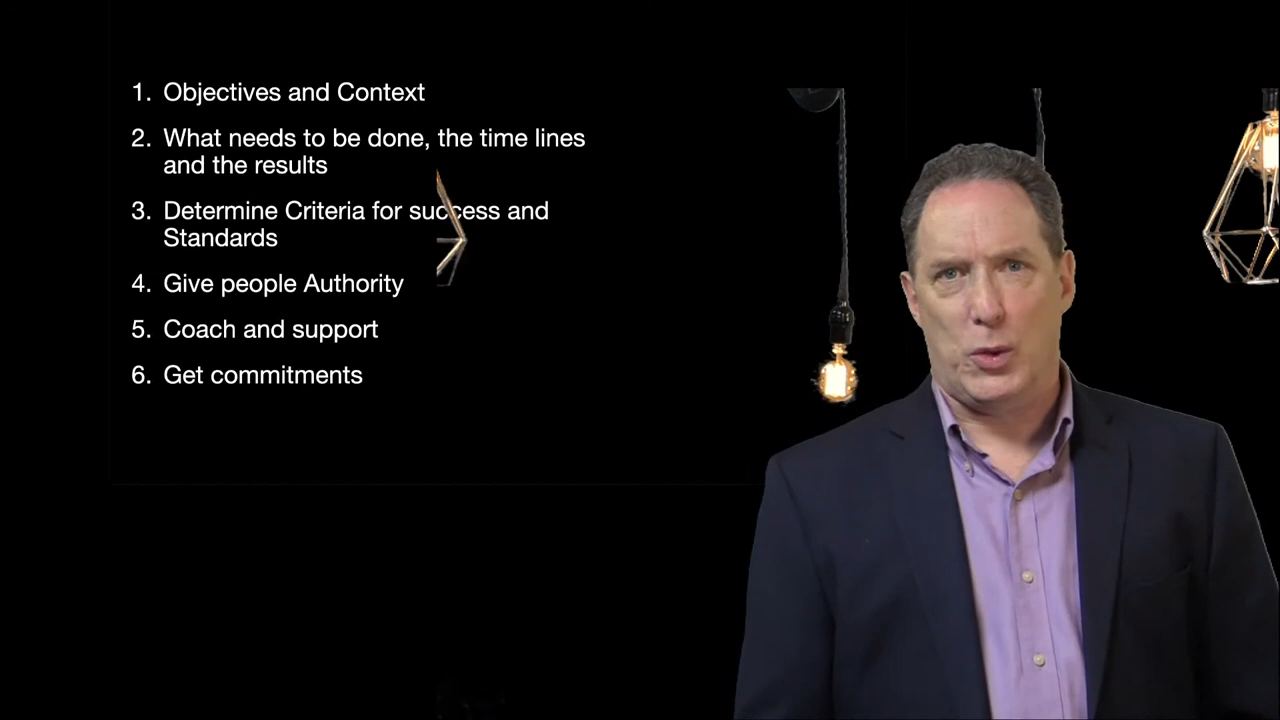 1. Objectives and Context
2. What needs to be done, the time lines
and the results
3. Determine Criteria for success and
Standards
4. Give people Authority
5. Coach and support
6. Get commitments